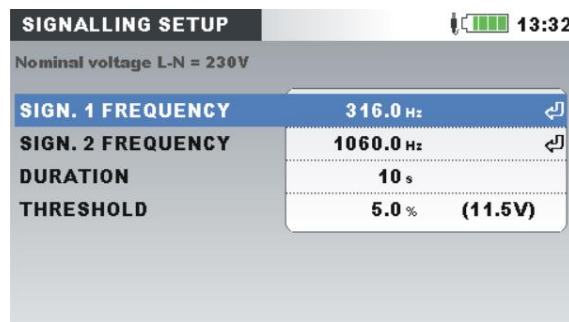 SIGNALLING SETUP 13:32
Nominal voltage L-N = 230V
SIGN. 1 FREQUENCY 316.0 Hz
SIGN. 2 FREQUENCY 1060.0 Hz
DURATION 10 s
THRESHOLD 5.0 % (11.5V)